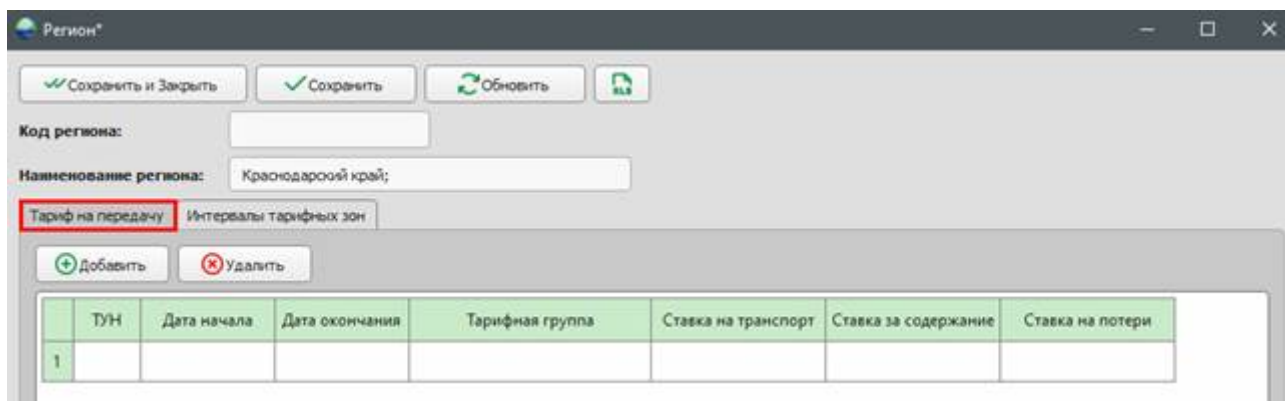 Регион*
Сохранить и Закрыть Сохранить Обновить XLS
Код региона:
Наименование региона: Краснодарский край;
Тариф на передачу Интервалы тарифных зон
Добавить Удалить
ТУН Дата начала Дата окончания Тарифная группа Ставка на транспорт Ставка за содержание Ставка на потери
1